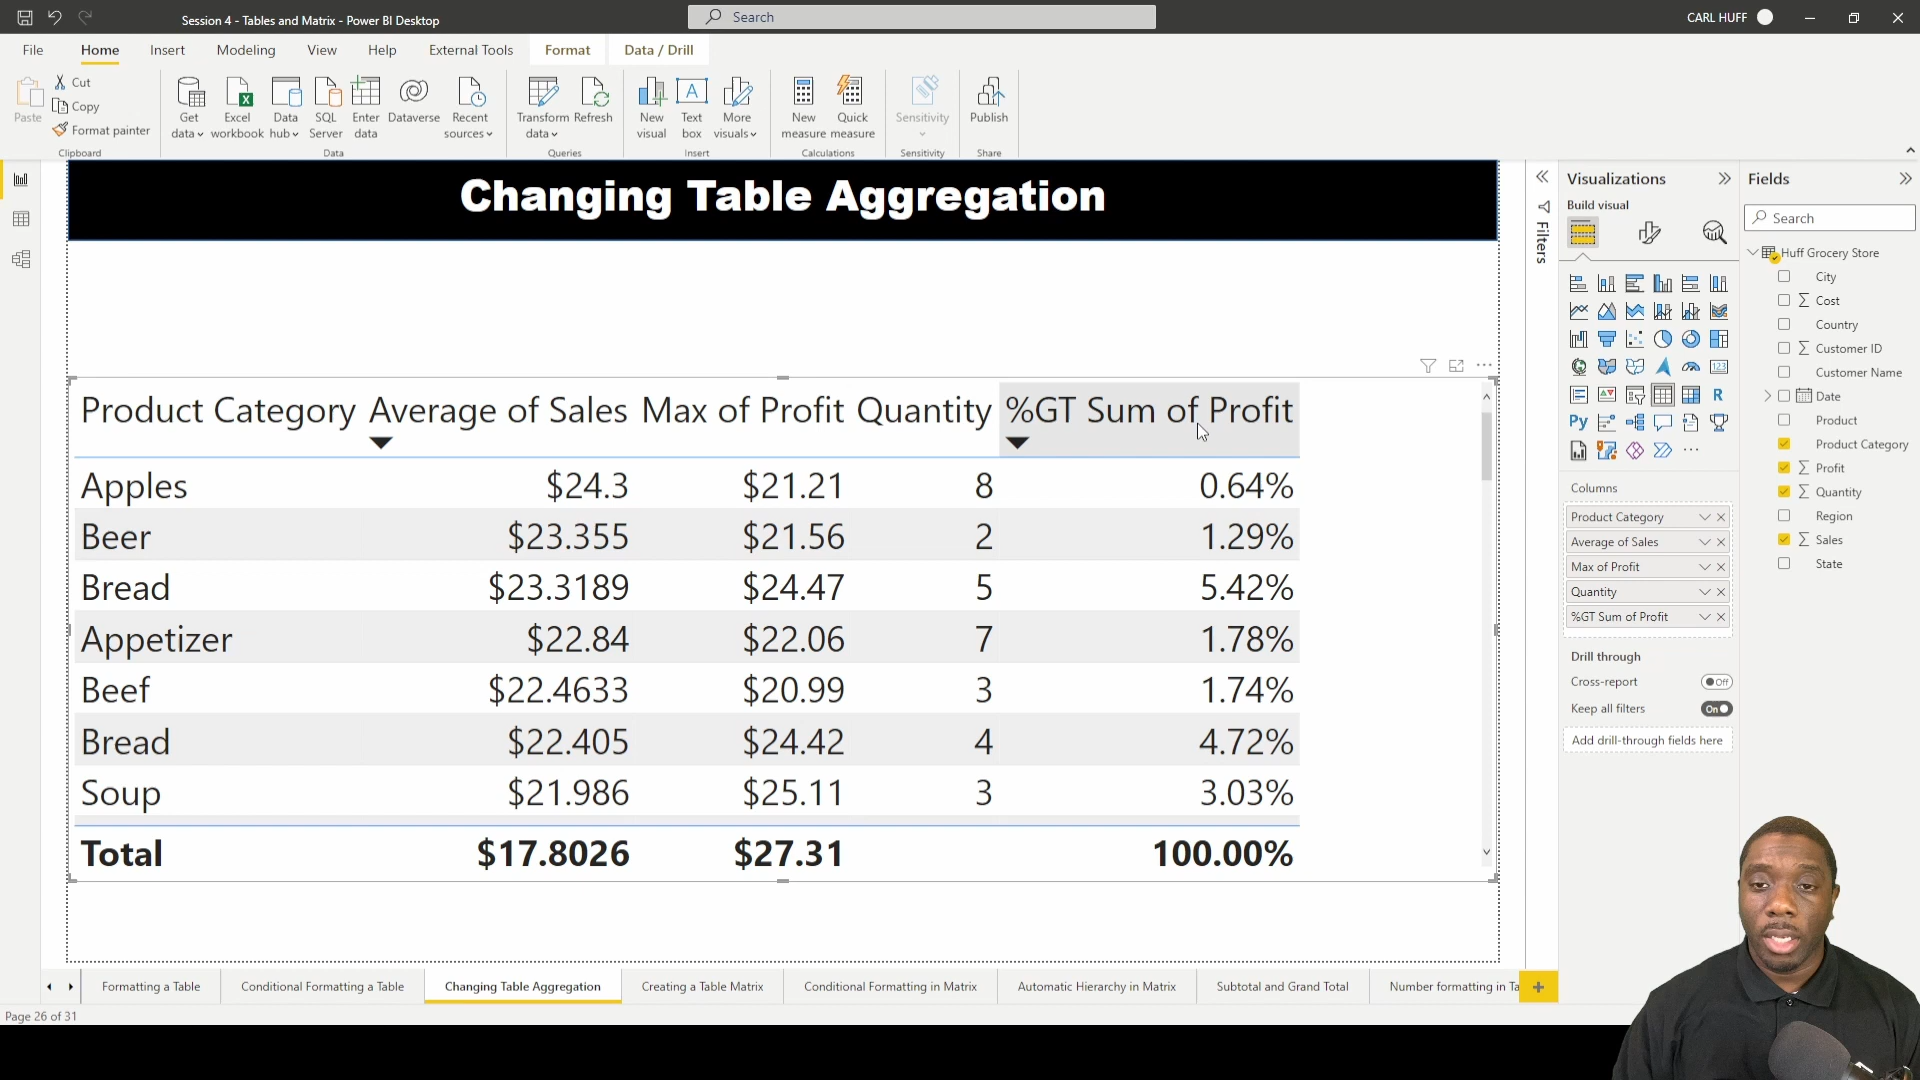 Session 4 - Tables and Matrix - Power BI Desktop
Search
CARL HUFF
File Home Insert Modeling View Help External Tools Format Data / Drill
Paste
Cut
Copy
Format painter
Clipboard
Get data
Excel workbook
Data hub
SQL Server
Enter data
Dataverse
Recent sources
Data
Transform data
Refresh
Queries
New visual
Text box
More visuals
Insert
New measure
Quick measure
Calculations
Sensitivity
Sensitivity
Publish
Share
Changing Table Aggregation
Product Category Average of Sales Max of Profit Quantity %GT Sum of Profit
Apples $24.3 $21.21 8 0.64%
Beer $23.355 $21.56 2 1.29%
Bread $23.3189 $24.47 5 5.42%
Appetizer $22.84 $22.06 7 1.78%
Beef $22.4633 $20.99 3 1.74%
Bread $22.405 $24.42 4 4.72%
Soup $21.986 $25.11 3 3.03%
Total $17.8026 $27.31 100.00%
Filters
Visualizations
Build visual
123
R
Py
Columns
Product Category
Average of Sales
Max of Profit
Quantity
%GT Sum of Profit
Drill through
Cross-report Off
Keep all filters On
Add drill-through fields here
Fields
Search
Huff Grocery Store
City
Cost
Country
Customer ID
Customer Name
Date
Product
Product Category
Profit
Quantity
Region
Sales
State
Formatting a Table Conditional Formatting a Table Changing Table Aggregation Creating a Table Matrix Conditional Formatting in Matrix Automatic Hierarchy in Matrix Subtotal and Grand Total Number formatting in Ta
Page 26 of 31